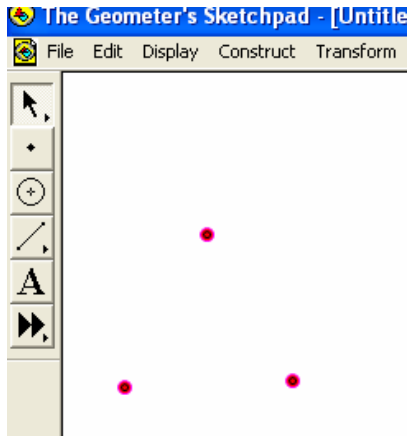 The Geometer's Sketchpad - [Untitle
File Edit Display Construct Transform
A